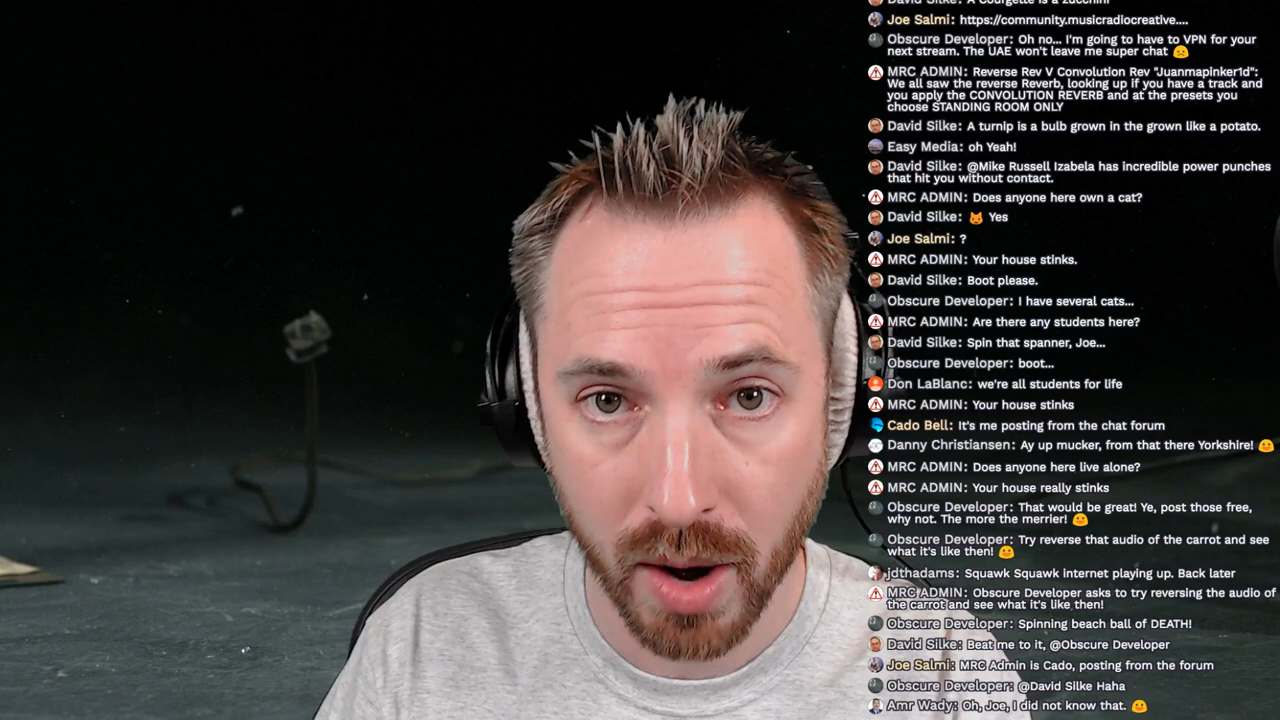 David Silke: A Courgette is a zucchini
Joe Salmi: https://community.musicradiocreative....
Obscure Developer: Oh no... I'm going to have to VPN for your
next stream. The UAE won't leave me super chat 🙁
MRC ADMIN: Reverse Rev V Convolution Rev "Juanmapinker1d":
We all saw the reverse Reverb, looking up if you have a track and
you apply the CONVOLUTION REVERB and at the presets you
choose STANDING ROOM ONLY
David Silke: A turnip is a bulb grown in the grown like a potato.
Easy Media: oh Yeah!
David Silke: @Mike Russell Izabela has incredible power punches
that hit you without contact.
MRC ADMIN: Does anyone here own a cat?
David Silke: 🐱 Yes
Joe Salmi: ?
MRC ADMIN: Your house stinks.
David Silke: Boot please.
Obscure Developer: I have several cats...
MRC ADMIN: Are there any students here?
David Silke: Spin that spanner, Joe...
Obscure Developer: boot...
Don LaBlanc: we're all students for life
MRC ADMIN: Your house stinks
Cado Bell: It's me posting from the chat forum
Danny Christiansen: Ay up mucker, from that there Yorkshire! 🙂
MRC ADMIN: Does anyone here live alone?
MRC ADMIN: Your house really stinks
Obscure Developer: That would be great! Ye, post those free,
why not. The more the merrier! 🙂
Obscure Developer: Try reverse that audio of the carrot and see
what it's like then! 🙂
jdthadams: Squawk Squawk internet playing up. Back later
MRC ADMIN: Obscure Developer asks to try reversing the audio of
the carrot and see what it's like then!
Obscure Developer: Spinning beach ball of DEATH!
David Silke: Beat me to it, @Obscure Developer
Joe Salmi: MRC Admin is Cado, posting from the forum
Obscure Developer: @David Silke Haha
Amr Wady: Oh, Joe, I did not know that. 🙂